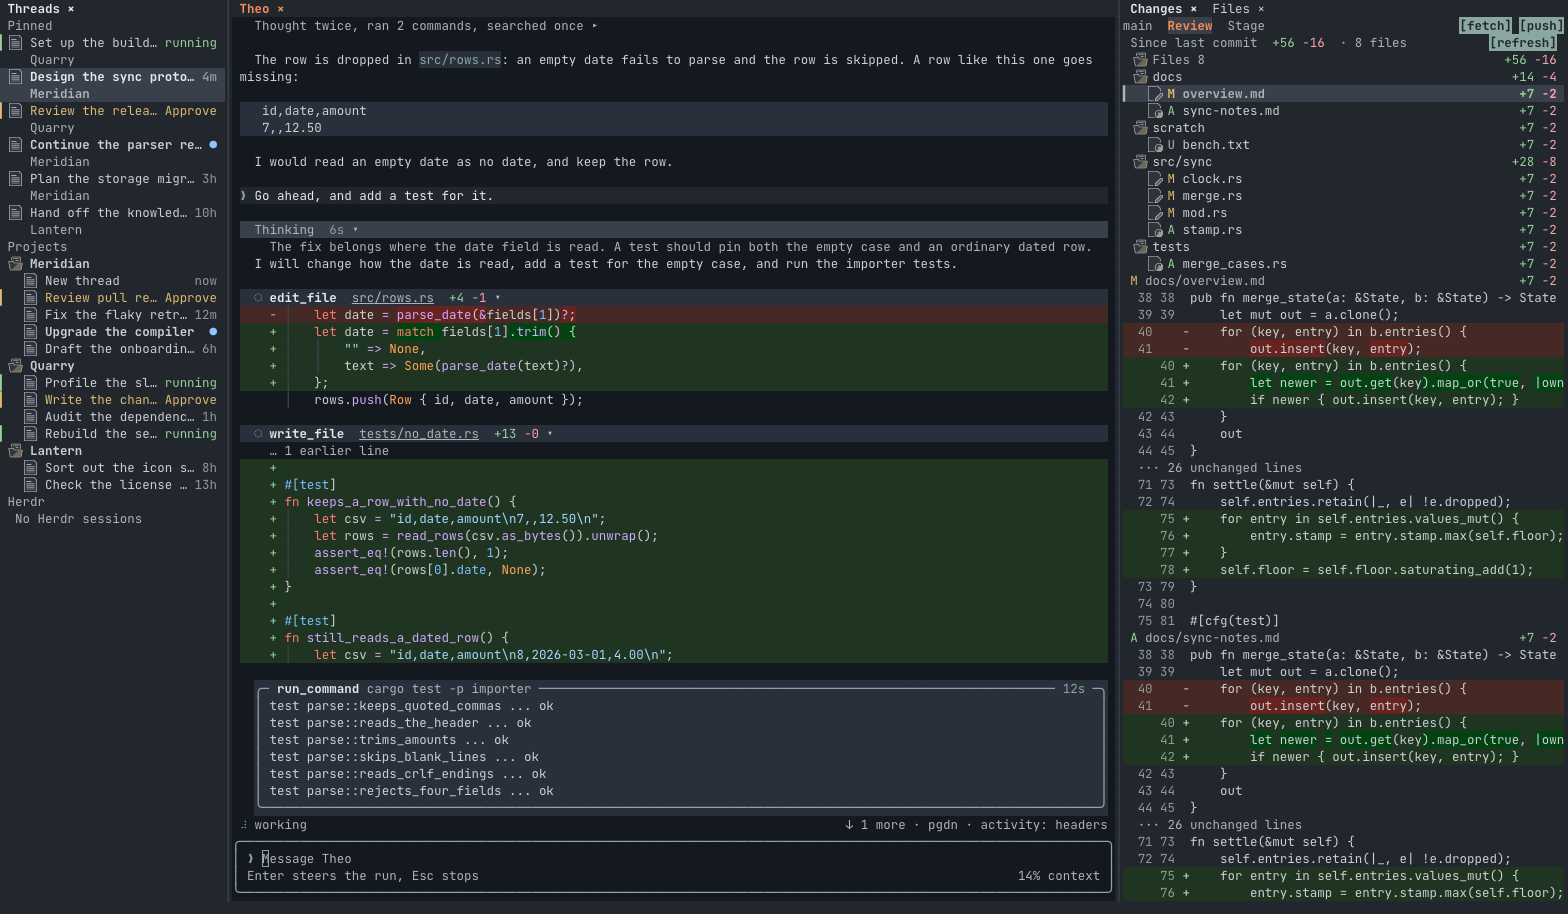 Threads ×
Pinned
Set up the build… running
Quarry
Design the sync proto… 4m
Meridian
Review the relea… Approve
Quarry
Continue the parser re… ●
Meridian
Plan the storage migr… 3h
Meridian
Hand off the knowled… 10h
Lantern
Projects
Meridian
New thread now
Review pull re… Approve
Fix the flaky retr… 12m
Upgrade the compiler ●
Draft the onboardin… 6h
Quarry
Profile the sl… running
Write the chan… Approve
Audit the dependenc… 1h
Rebuild the se… running
Lantern
Sort out the icon s… 8h
Check the license … 13h
Herdr
No Herdr sessions
Theo ×
Thought twice, ran 2 commands, searched once ▸
The row is dropped in src/rows.rs: an empty date fails to parse and the row is skipped. A row like this one goes
missing:
id,date,amount
7,,12.50
I would read an empty date as no date, and keep the row.
❯ Go ahead, and add a test for it.
Thinking 6s ▾
The fix belongs where the date field is read. A test should pin both the empty case and an ordinary dated row.
I will change how the date is read, add a test for the empty case, and run the importer tests.
edit_file src/rows.rs +4 -1 ▾
- let date = parse_date(&fields[1])?;
+ let date = match fields[1].trim() {
+ "" => None,
+ text => Some(parse_date(text)?),
+ };
rows.push(Row { id, date, amount });
write_file tests/no_date.rs +13 -0 ▾
… 1 earlier line
+
+ #[test]
+ fn keeps_a_row_with_no_date() {
+ let csv = "id,date,amount\n7,,12.50\n";
+ let rows = read_rows(csv.as_bytes()).unwrap();
+ assert_eq!(rows.len(), 1);
+ assert_eq!(rows[0].date, None);
+ }
+
+ #[test]
+ fn still_reads_a_dated_row() {
+ let csv = "id,date,amount\n8,2026-03-01,4.00\n";
run_command cargo test -p importer 12s
test parse::keeps_quoted_commas ... ok
test parse::reads_the_header ... ok
test parse::trims_amounts ... ok
test parse::skips_blank_lines ... ok
test parse::reads_crlf_endings ... ok
test parse::rejects_four_fields ... ok
working ↓ 1 more · pgdn · activity: headers
❯ Message Theo
Enter steers the run, Esc stops 14% context
Changes × Files ×
main Review Stage [fetch] [push]
Since last commit +56 -16 · 8 files [refresh]
Files 8 +56 -16
docs +14 -4
M overview.md +7 -2
A sync-notes.md +7 -2
scratch +7 -2
U bench.txt +7 -2
src/sync +28 -8
M clock.rs +7 -2
M merge.rs +7 -2
M mod.rs +7 -2
A stamp.rs +7 -2
tests +7 -2
A merge_cases.rs +7 -2
M docs/overview.md +7 -2
38 38 pub fn merge_state(a: &State, b: &State) -> State
39 39 let mut out = a.clone();
40 - for (key, entry) in b.entries() {
41 - out.insert(key, entry);
40 + for (key, entry) in b.entries() {
41 + let newer = out.get(key).map_or(true, |own
42 + if newer { out.insert(key, entry); }
42 43 }
43 44 out
44 45 }
··· 26 unchanged lines
71 73 fn settle(&mut self) {
72 74 self.entries.retain(|_, e| !e.dropped);
75 + for entry in self.entries.values_mut() {
76 + entry.stamp = entry.stamp.max(self.floor);
77 + }
78 + self.floor = self.floor.saturating_add(1);
73 79 }
74 80
75 81 #[cfg(test)]
A docs/sync-notes.md +7 -2
38 38 pub fn merge_state(a: &State, b: &State) -> State
39 39 let mut out = a.clone();
40 - for (key, entry) in b.entries() {
41 - out.insert(key, entry);
40 + for (key, entry) in b.entries() {
41 + let newer = out.get(key).map_or(true, |own
42 + if newer { out.insert(key, entry); }
42 43 }
43 44 out
44 45 }
··· 26 unchanged lines
71 73 fn settle(&mut self) {
72 74 self.entries.retain(|_, e| !e.dropped);
75 + for entry in self.entries.values_mut() {
76 + entry.stamp = entry.stamp.max(self.floor);